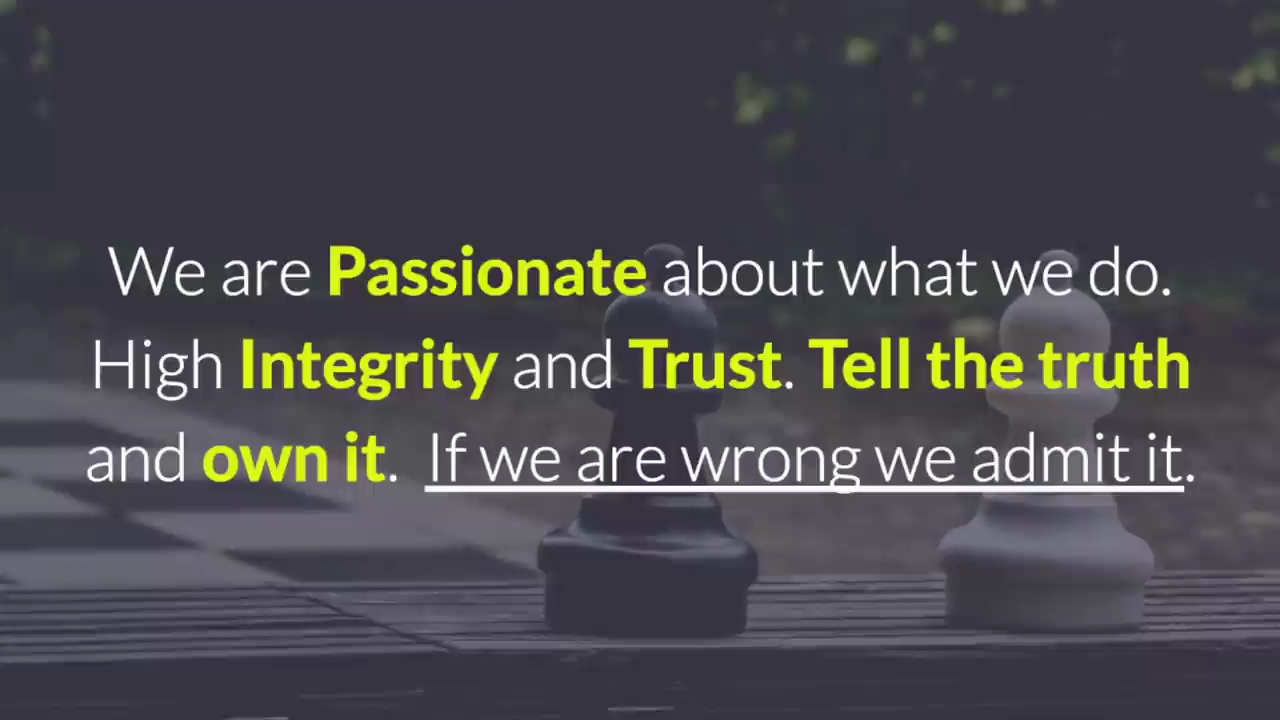 We are Passionate about what we do.
High Integrity and Trust. Tell the truth
and own it. If we are wrong we admit it.